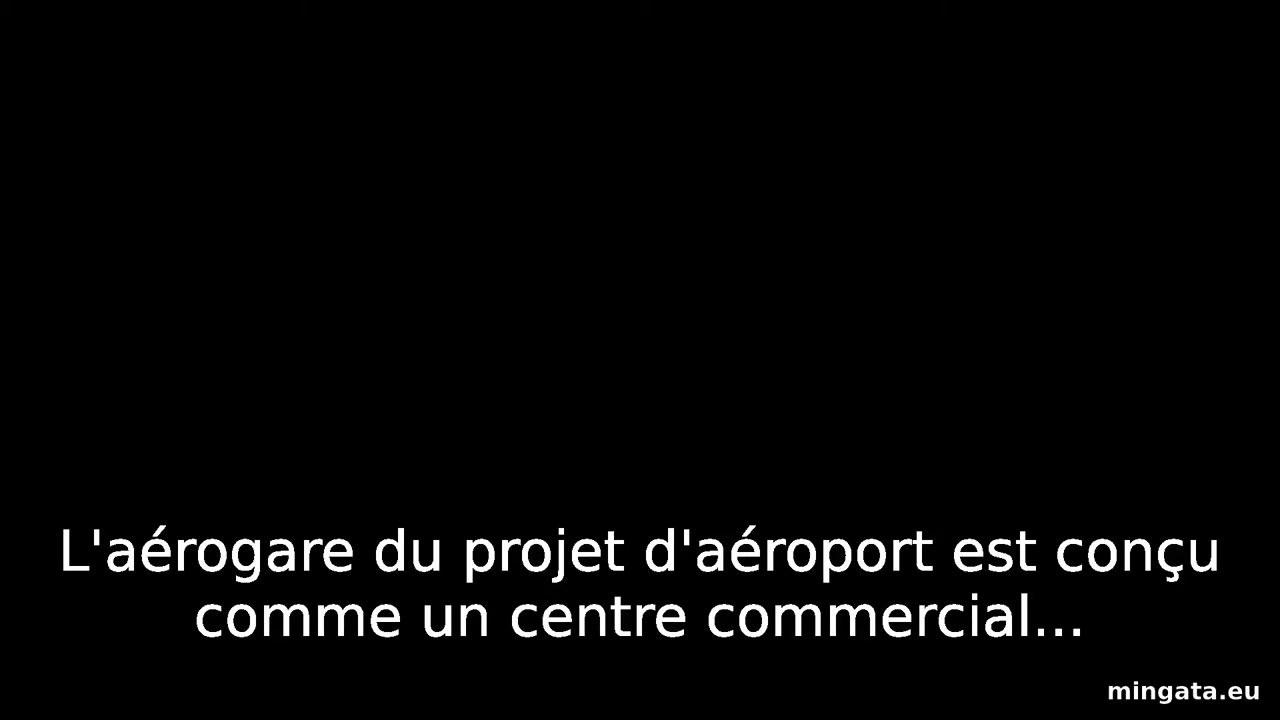 L'aérogare du projet d'aéroport est conçu
comme un centre commercial...
mingata.eu